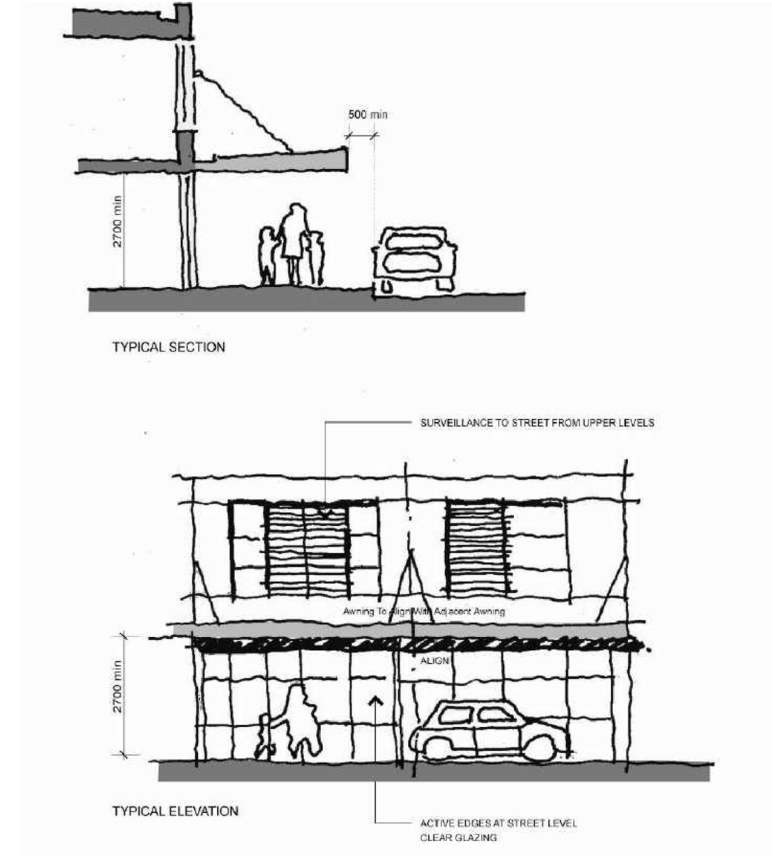 500 min
2700 min
TYPICAL SECTION
SURVEILLANCE TO STREET FROM UPPER LEVELS
Awning To Align With Adjacent Awning
2700 min
ALIGN
TYPICAL ELEVATION
ACTIVE EDGES AT STREET LEVEL
CLEAR GLAZING